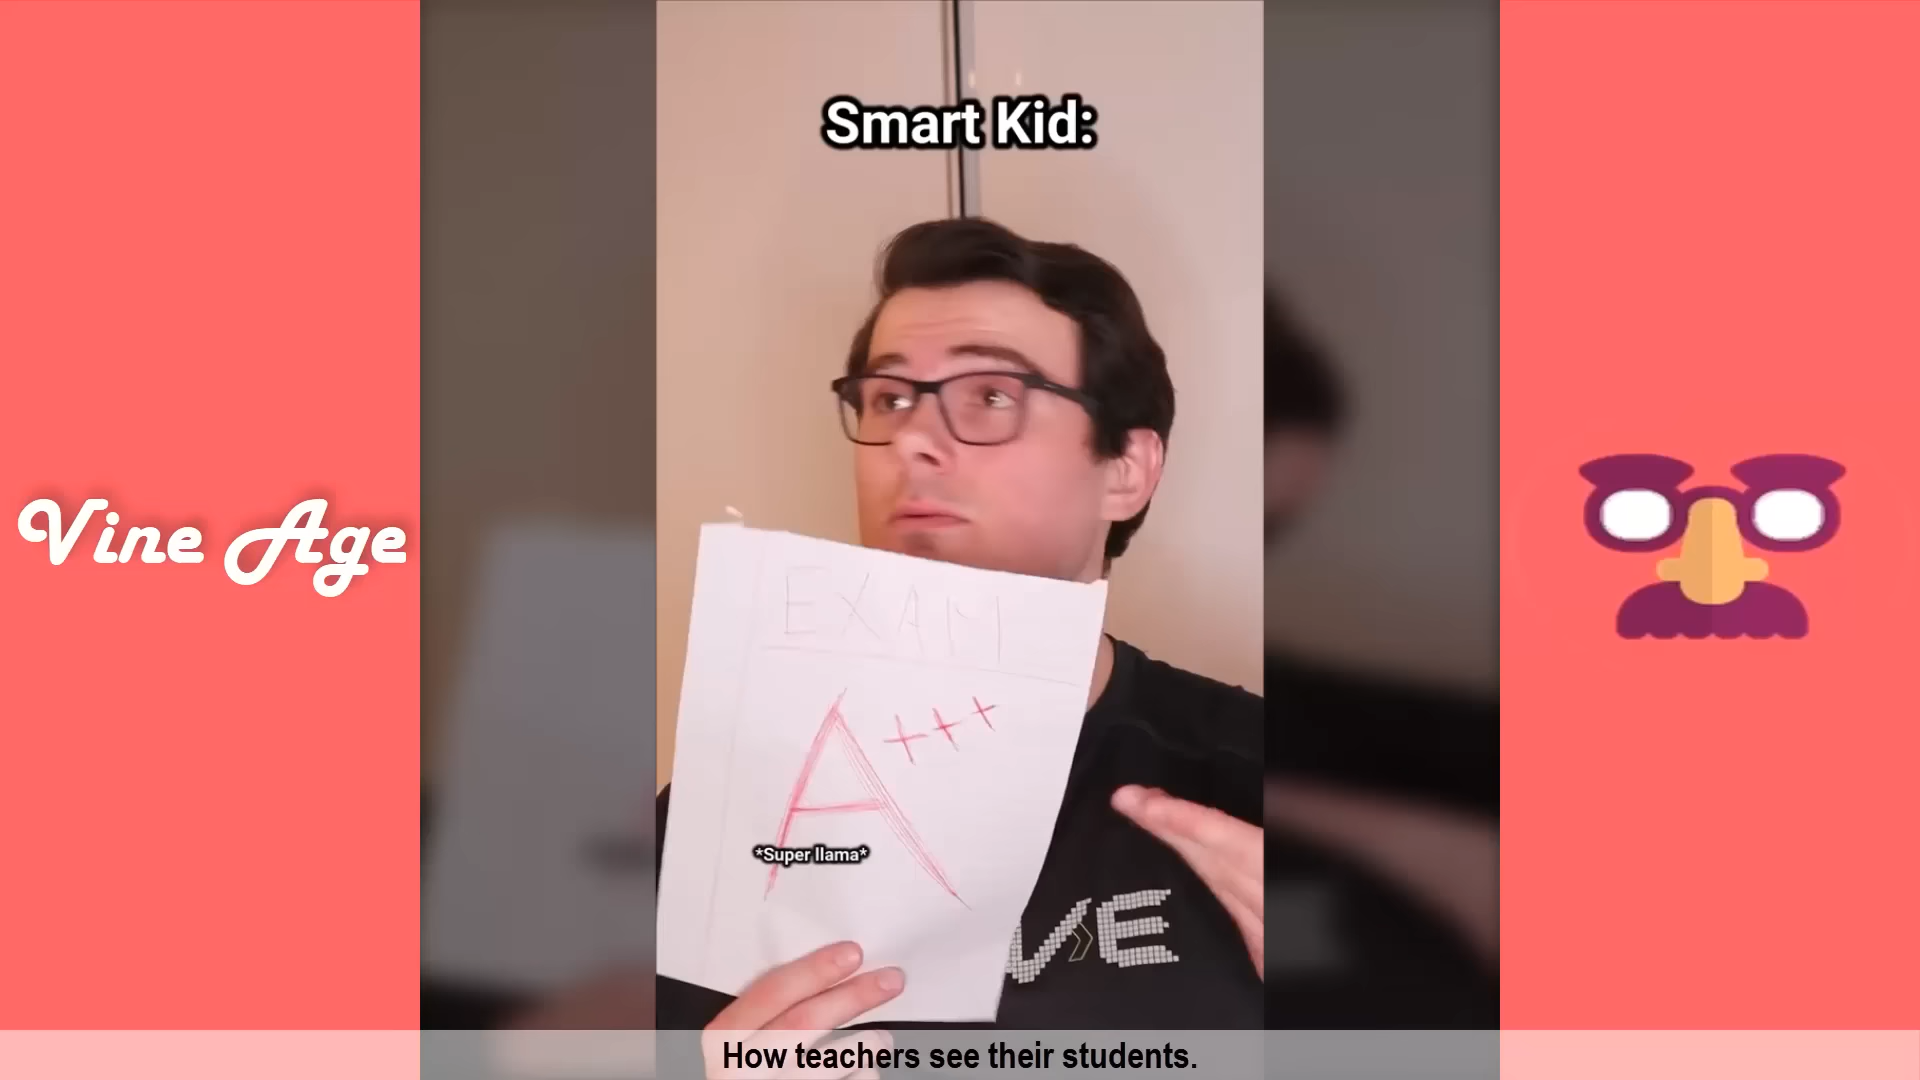 Smart Kid:
Vine Age
EXAM
A+++
*Super llama*
VE
How teachers see their students.